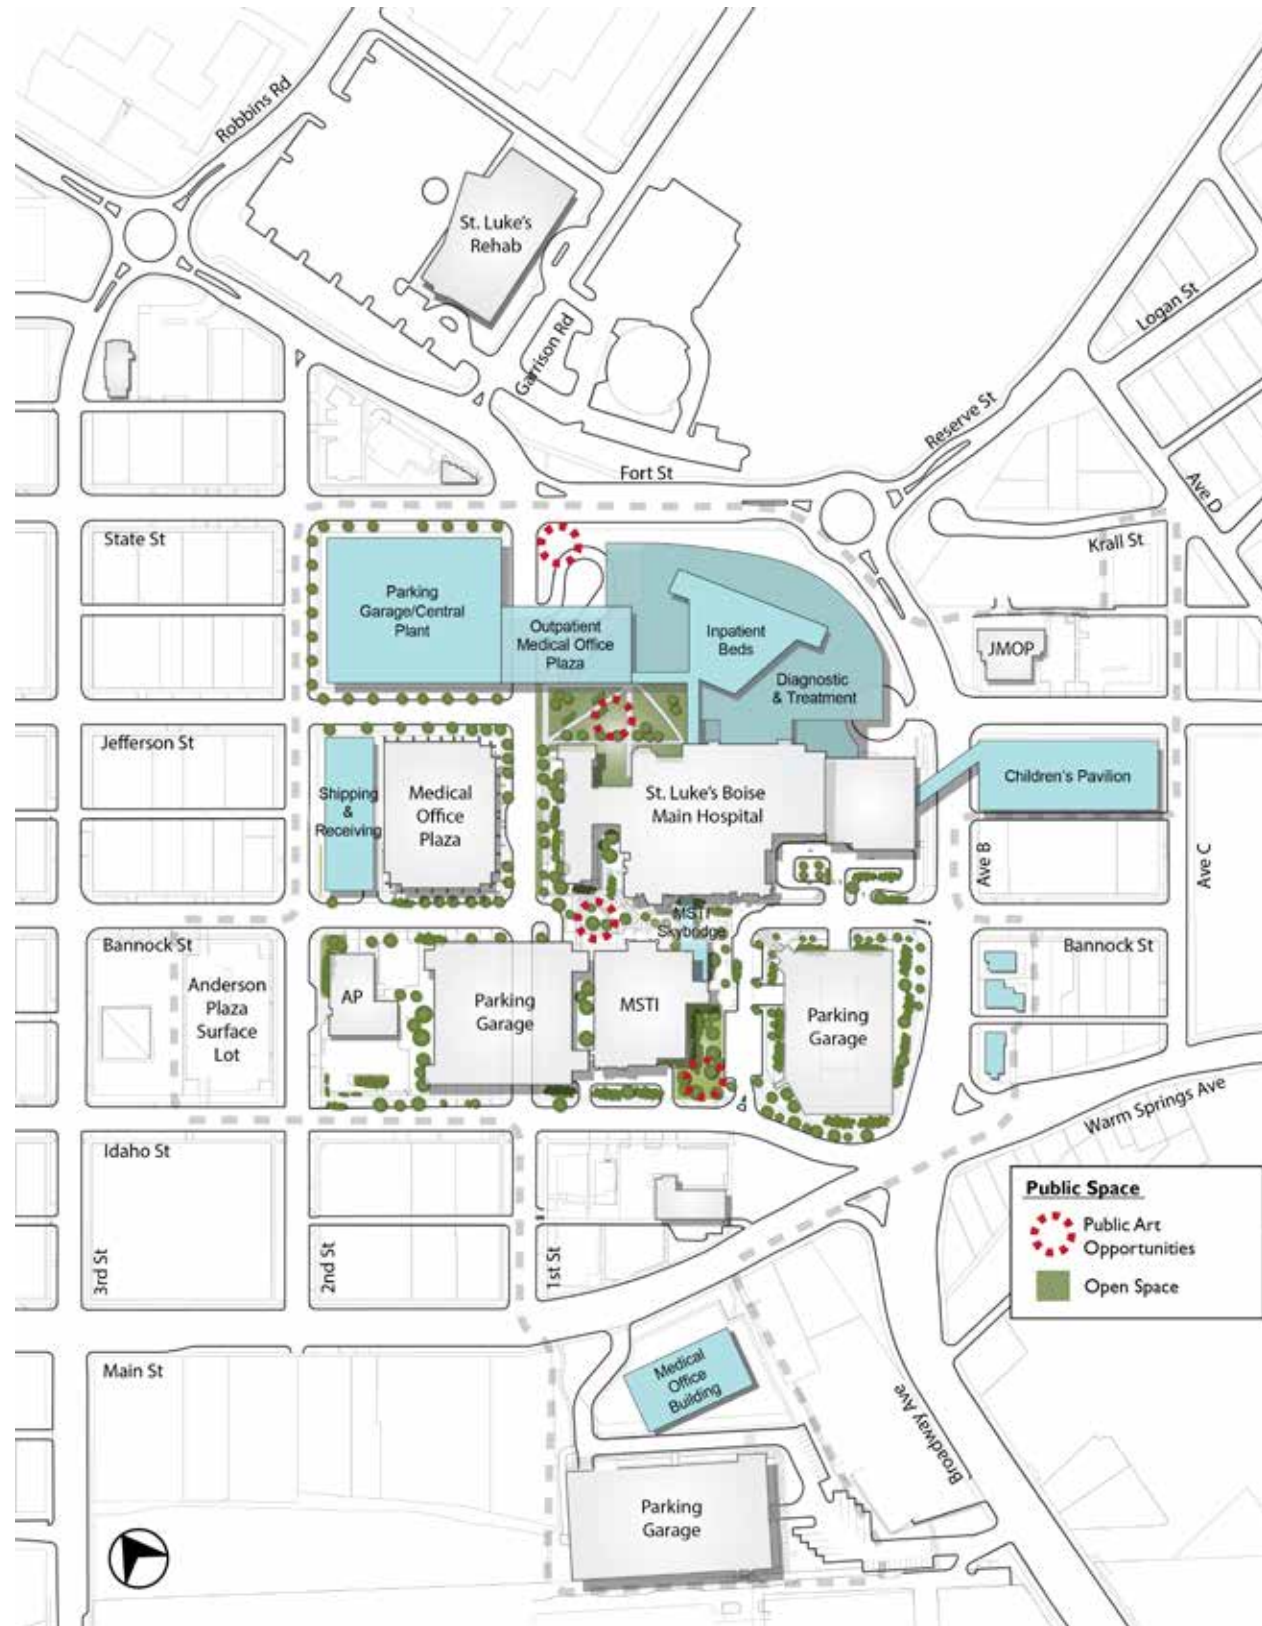 Robbins Rd
St. Luke's
Rehab
Logan St
Garrison Rd
Reserve St
Fort St
Ave D
State St
Krall St
Parking
Garage/Central
Plant
Outpatient
Medical Office
Plaza
Inpatient
Beds
JMOP
Diagnostic
& Treatment
Jefferson St
Shipping
&
Receiving
Medical
Office
Plaza
St. Luke's Boise
Main Hospital
Children's Pavilion
Ave B
Ave C
MSTI
Skybridge
Bannock St
Bannock St
Anderson
Plaza
Surface
Lot
AP
Parking
Garage
MSTI
Parking
Garage
Warm Springs Ave
Idaho St
Public Space
Public Art
Opportunities
Open Space
3rd St
2nd St
1st St
Main St
Medical
Office
Building
Broadway Ave
Parking
Garage